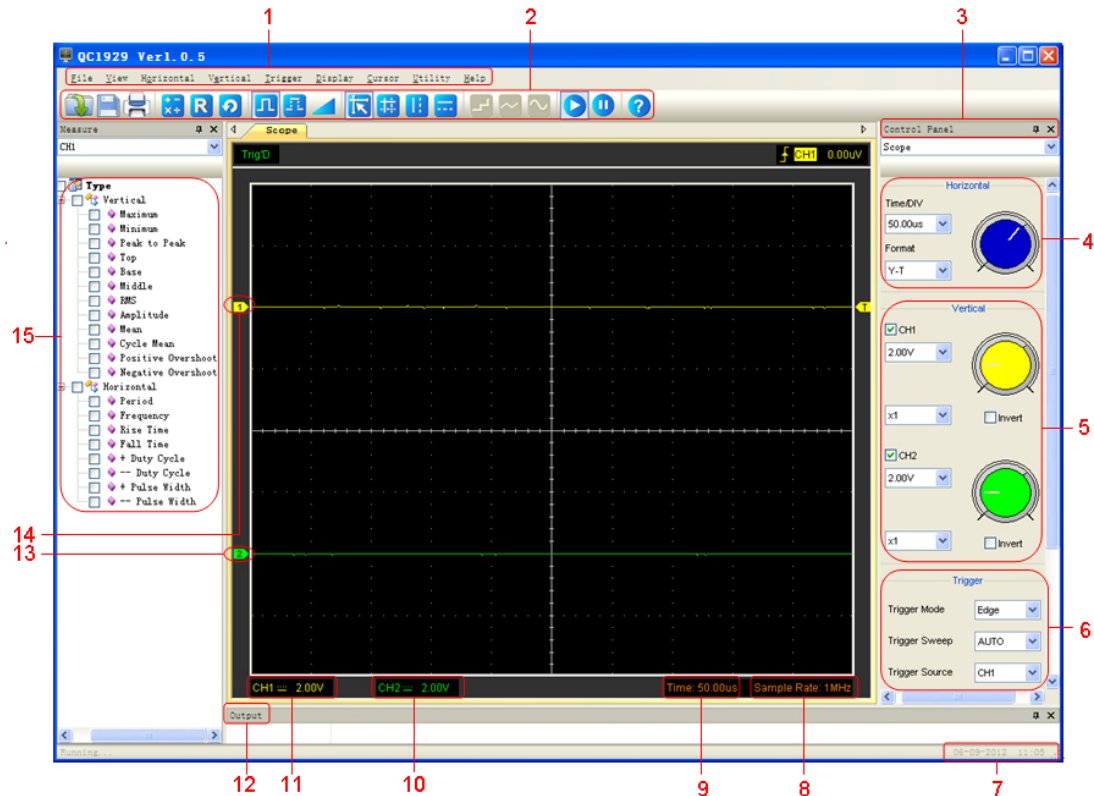 1
2
3
QC1929 Ver1.0.5
File View Horizontal Vertical Trigger Display Cursor Utility Help
R
?
Measure
CH1
Type
Vertical
Maximum
Minimum
Peak to Peak
Top
Base
Middle
RMS
Amplitude
Mean
Cycle Mean
Positive Overshoot
Negative Overshoot
Horizontal
Period
Frequency
Rise Time
Fall Time
+ Duty Cycle
-- Duty Cycle
+ Pulse Width
-- Pulse Width
15
14
13
Scope
Trig'D
CH1 0.00uV
1
T
2
CH1 2.00V
CH2 2.00V
Time: 50.00us
Sample Rate: 1MHz
Control Panel
Scope
Horizontal
Time/DIV
50.00us
Format
Y-T
4
Vertical
CH1
2.00V
x1
Invert
5
CH2
2.00V
x1
Invert
Trigger
Trigger Mode Edge
Trigger Sweep AUTO
Trigger Source CH1
6
Output
Running...
06-09-2012 11:05
12
11
10
9
8
7